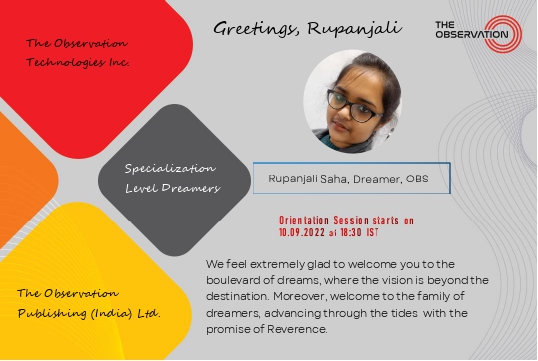 Greetings, Rupanjali
THE
OBSERVATION
The Observation
Technologies Inc.
Specialization
Level Dreamers
Rupanjali Saha, Dreamer, OBS
Orientation Session starts on
10.09.2022 at 18:30 IST
We feel extremely glad to welcome you to the
boulevard of dreams, where the vision is beyond the
destination. Moreover, welcome to the family of
dreamers, advancing through the tides with the
promise of Reverence.
The Observation
Publishing (India) Ltd.